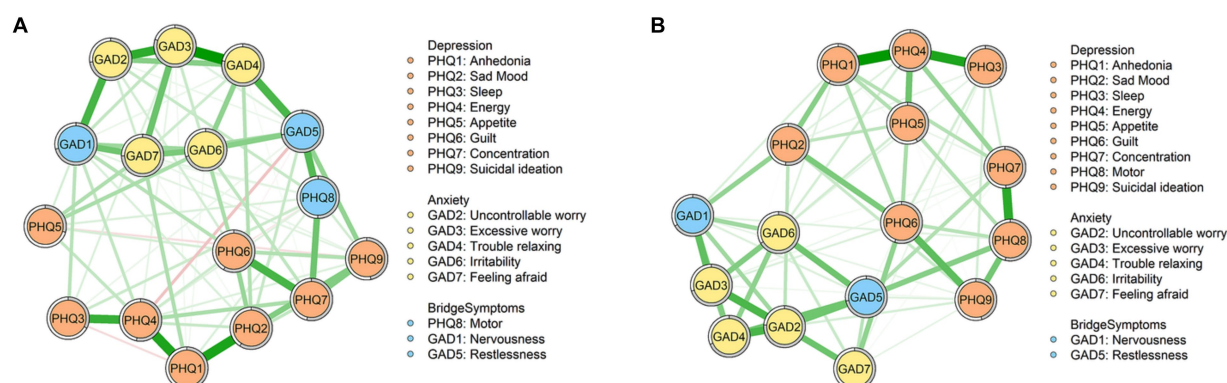 A
GAD3
GAD2
GAD4
GAD5
GAD1
GAD7
GAD6
PHQ8
PHQ5
PHQ6
PHQ9
PHQ7
PHQ3
PHQ4
PHQ2
PHQ1
Depression
PHQ1: Anhedonia
PHQ2: Sad Mood
PHQ3: Sleep
PHQ4: Energy
PHQ5: Appetite
PHQ6: Guilt
PHQ7: Concentration
PHQ9: Suicidal ideation
Anxiety
GAD2: Uncontrollable worry
GAD3: Excessive worry
GAD4: Trouble relaxing
GAD6: Irritability
GAD7: Feeling afraid
BridgeSymptoms
PHQ8: Motor
GAD1: Nervousness
GAD5: Restlessness
B
PHQ4
PHQ1
PHQ3
PHQ5
PHQ2
PHQ7
GAD1
PHQ6
GAD6
PHQ8
GAD3
GAD5
PHQ9
GAD2
GAD4
GAD7
Depression
PHQ1: Anhedonia
PHQ2: Sad Mood
PHQ3: Sleep
PHQ4: Energy
PHQ5: Appetite
PHQ6: Guilt
PHQ7: Concentration
PHQ8: Motor
PHQ9: Suicidal ideation
Anxiety
GAD2: Uncontrollable worry
GAD3: Excessive worry
GAD4: Trouble relaxing
GAD6: Irritability
GAD7: Feeling afraid
BridgeSymptoms
GAD1: Nervousness
GAD5: Restlessness